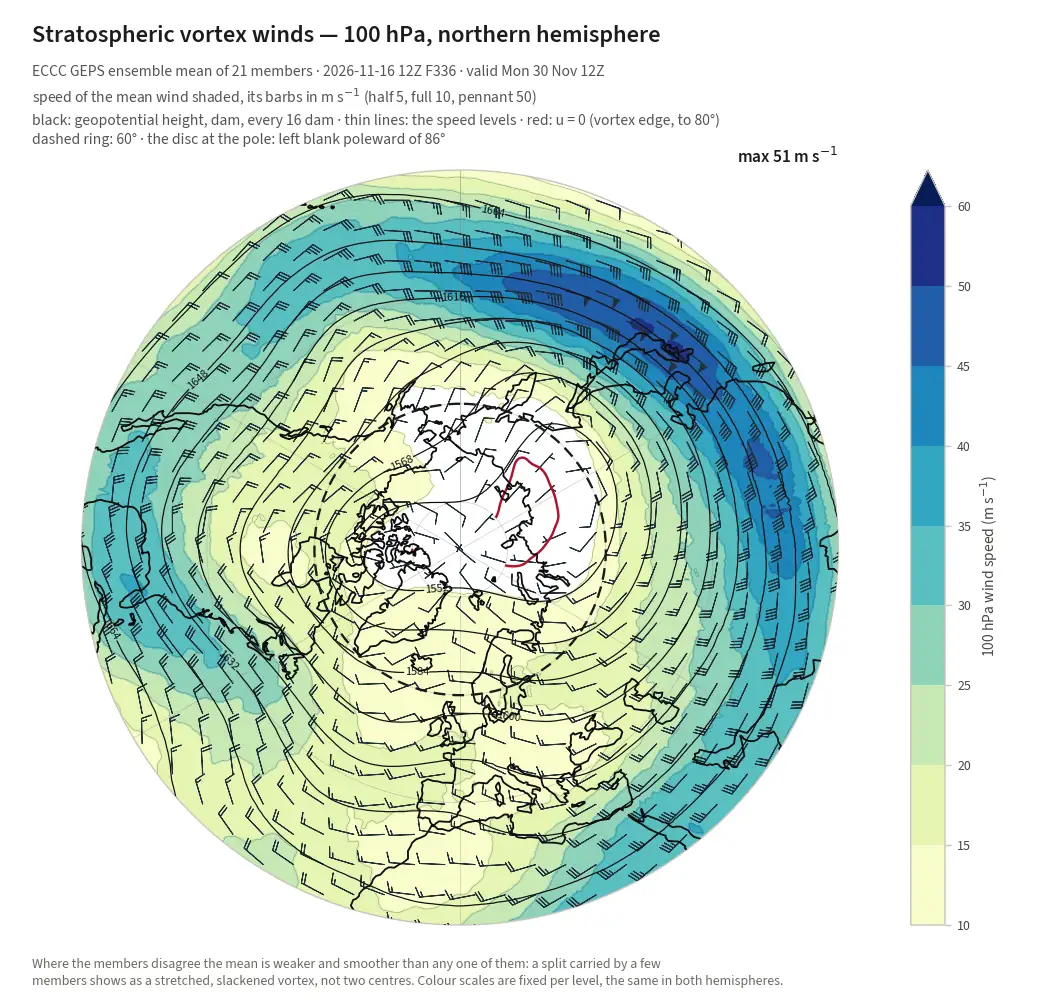 Stratospheric vortex winds — 100 hPa, northern hemisphere
ECCC GEPS ensemble mean of 21 members · 2026-11-16 12Z F336 · valid Mon 30 Nov 12Z
speed of the mean wind shaded, its barbs in m s⁻¹ (half 5, full 10, pennant 50)
black: geopotential height, dam, every 16 dam · thin lines: the speed levels · red: u = 0 (vortex edge, to 80°)
dashed ring: 60° · the disc at the pole: left blank poleward of 86°
max 51 m s⁻¹
60
50
45
40
35
30
25
20
15
10
100 hPa wind speed (m s⁻¹)
1616
1648
1568
1584
1632
Where the members disagree the mean is weaker and smoother than any one of them: a split carried by a few
members shows as a stretched, slackened vortex, not two centres. Colour scales are fixed per level, the same in both hemispheres.